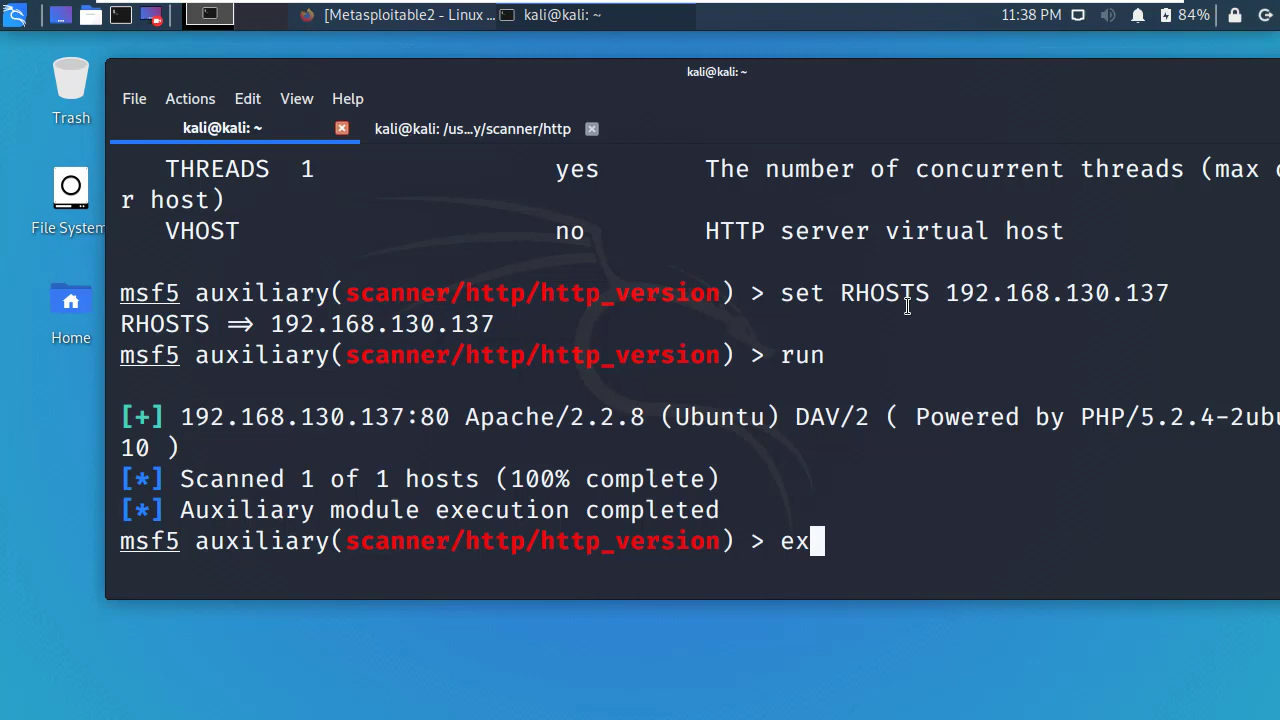 [Metasploitable2 - Linux ...
kali@kali: ~
11:38 PM
84%
kali@kali: ~
File Actions Edit View Help
kali@kali: ~
kali@kali: /us...y/scanner/http
Trash
File System
Home
THREADS 1 yes The number of concurrent threads (max
r host)
VHOST no HTTP server virtual host
msf5 auxiliary(scanner/http/http_version) > set RHOSTS 192.168.130.137
RHOSTS => 192.168.130.137
msf5 auxiliary(scanner/http/http_version) > run
[+] 192.168.130.137:80 Apache/2.2.8 (Ubuntu) DAV/2 ( Powered by PHP/5.2.4-2ubu
10 )
[*] Scanned 1 of 1 hosts (100% complete)
[*] Auxiliary module execution completed
msf5 auxiliary(scanner/http/http_version) > ex